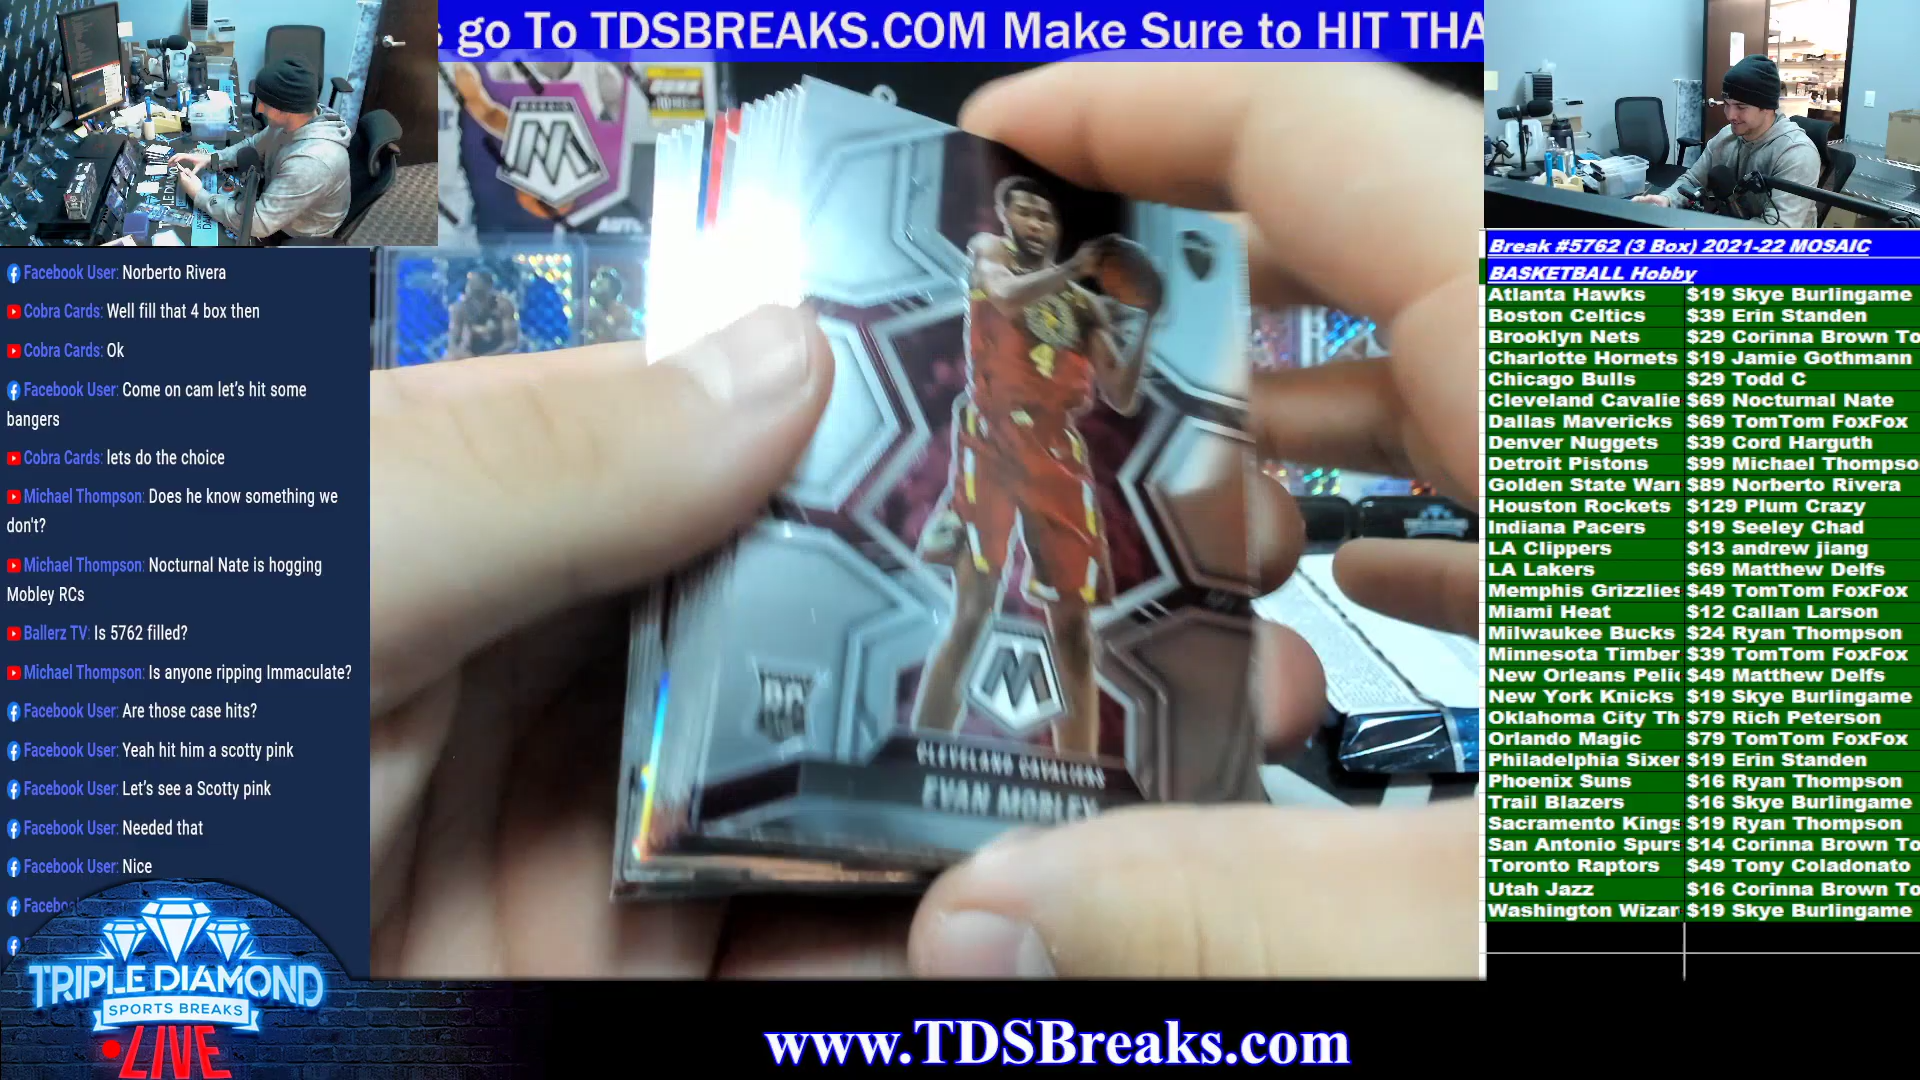 go To TDSBREAKS.COM Make Sure to HIT THA
MOSAIC
Facebook User: Norberto Rivera
Cobra Cards: Well fill that 4 box then
Cobra Cards: Ok
Facebook User: Come on cam let’s hit some
bangers
Cobra Cards: lets do the choice
Michael Thompson: Does he know something we
don't?
Michael Thompson: Nocturnal Nate is hogging
Mobley RCs
Ballerz TV: Is 5762 filled?
Michael Thompson: Is anyone ripping Immaculate?
Facebook User: Are those case hits?
Facebook User: Yeah hit him a scotty pink
Facebook User: Let’s see a Scotty pink
Facebook User: Needed that
Facebook User: Nice
TRIPLE DIAMOND
SPORTS BREAKS
LIVE
4
RC
M
CLEVELAND CAVALIERS
EVAN MOBLEY
Break #5762 (3 Box) 2021-22 MOSAIC
BASKETBALL Hobby
Atlanta Hawks $19 Skye Burlingame
Boston Celtics $39 Erin Standen
Brooklyn Nets $29 Corinna Brown To
Charlotte Hornets $19 Jamie Gothmann
Chicago Bulls $29 Todd C
Cleveland Cavalie $69 Nocturnal Nate
Dallas Mavericks $69 TomTom FoxFox
Denver Nuggets $39 Cord Harguth
Detroit Pistons $99 Michael Thompso
Golden State Warr $89 Norberto Rivera
Houston Rockets $129 Plum Crazy
Indiana Pacers $19 Seeley Chad
LA Clippers $13 andrew jiang
LA Lakers $69 Matthew Delfs
Memphis Grizzlies $49 TomTom FoxFox
Miami Heat $12 Callan Larson
Milwaukee Bucks $24 Ryan Thompson
Minnesota Timber $39 TomTom FoxFox
New Orleans Peli $49 Matthew Delfs
New York Knicks $19 Skye Burlingame
Oklahoma City Th $79 Rich Peterson
Orlando Magic $79 TomTom FoxFox
Philadelphia Sixer $19 Erin Standen
Phoenix Suns $16 Ryan Thompson
Trail Blazers $16 Skye Burlingame
Sacramento Kings $19 Ryan Thompson
San Antonio Spurs $14 Corinna Brown To
Toronto Raptors $49 Tony Coladonato
Utah Jazz $16 Corinna Brown To
Washington Wizar $19 Skye Burlingame
www.TDSBreaks.com